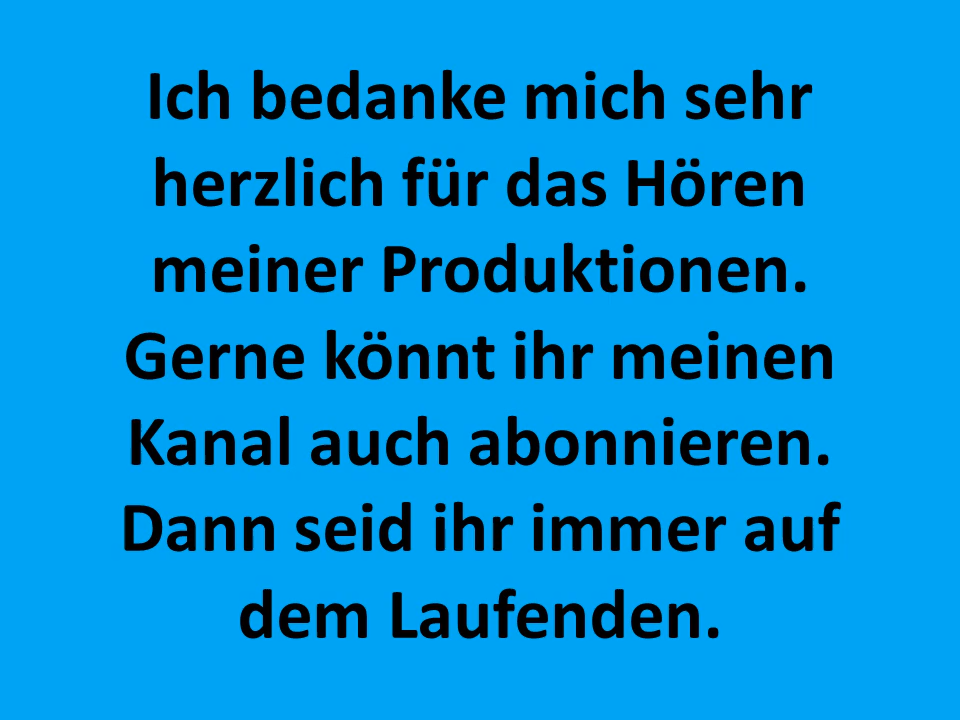 Ich bedanke mich sehr
herzlich für das Hören
meiner Produktionen.
Gerne könnt ihr meinen
Kanal auch abonnieren.
Dann seid ihr immer auf
dem Laufenden.